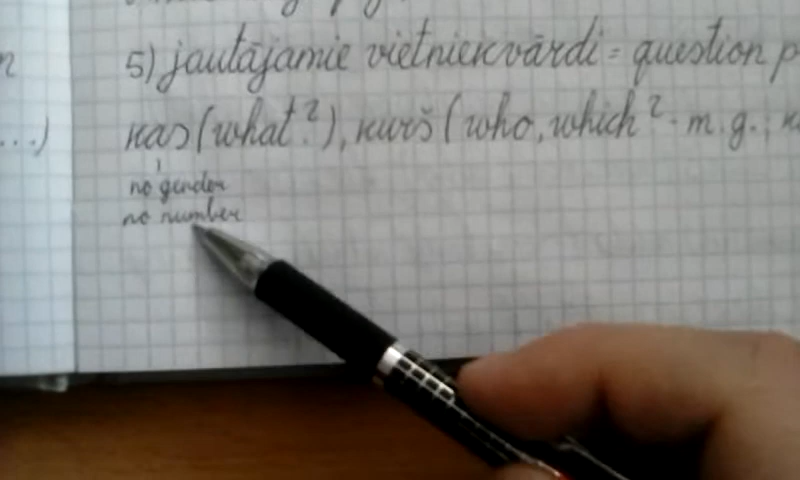 5) jautājamie vietniekvārdi = question p
...)
kas (what?), kurš (who, which? m.g.;
no gender
no number